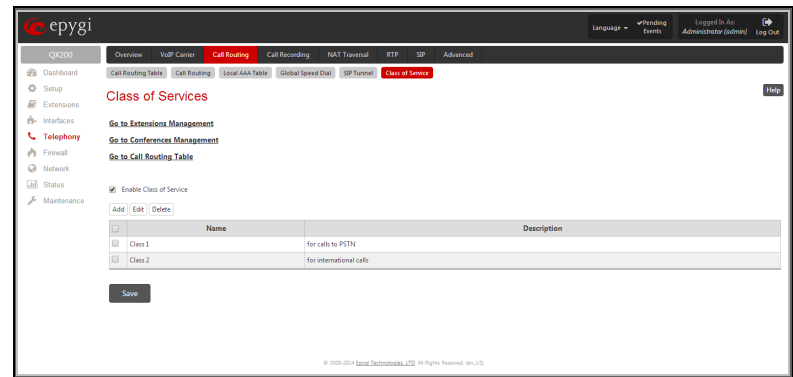 epygi
Language
Pending Events
Logged In As:
Administrator (admin)
Log Out
QX200
Overview VoIP Carrier Call Routing Call Recording NAT Traversal RTP SIP Advanced
Dashboard
Setup
Extensions
Interfaces
Telephony
Firewall
Network
Status
Maintenance
Call Routing Table Call Routing Local AAA Table Global Speed Dial SIP Tunnel Class of Service
Class of Services
Help
Go to Extensions Management
Go to Conferences Management
Go to Call Routing Table
Enable Class of Service
Add Edit Delete
Name Description
Class 1 for calls to PSTN
Class 2 for international calls
Save
© 2000-2014 Epygi Technologies, LTD. All Rights Reserved. (en_US)